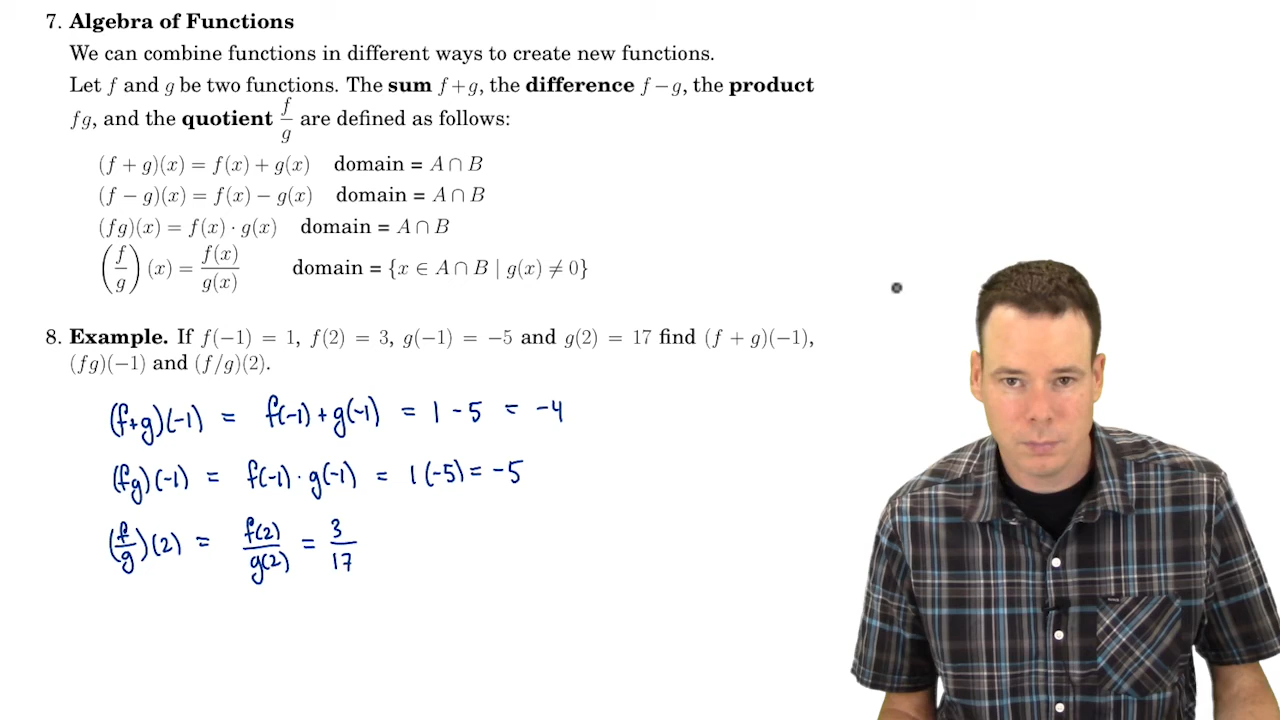 7. Algebra of Functions
We can combine functions in different ways to create new functions.
Let f and g be two functions. The sum f + g, the difference f − g, the product
fg, and the quotient f/g are defined as follows:
(f + g)(x) = f(x) + g(x) domain = A ∩ B
(f − g)(x) = f(x) − g(x) domain = A ∩ B
(fg)(x) = f(x) · g(x) domain = A ∩ B
(f/g)(x) = f(x)/g(x) domain = {x ∈ A ∩ B | g(x) ≠ 0}
8. Example. If f(−1) = 1, f(2) = 3, g(−1) = −5 and g(2) = 17 find (f + g)(−1),
(fg)(−1) and (f/g)(2).
(f+g)(-1) = f(-1) + g(-1) = 1 - 5 = -4
(fg)(-1) = f(-1) · g(-1) = 1(-5) = -5
(f/g)(2) = f(2)/g(2) = 3/17